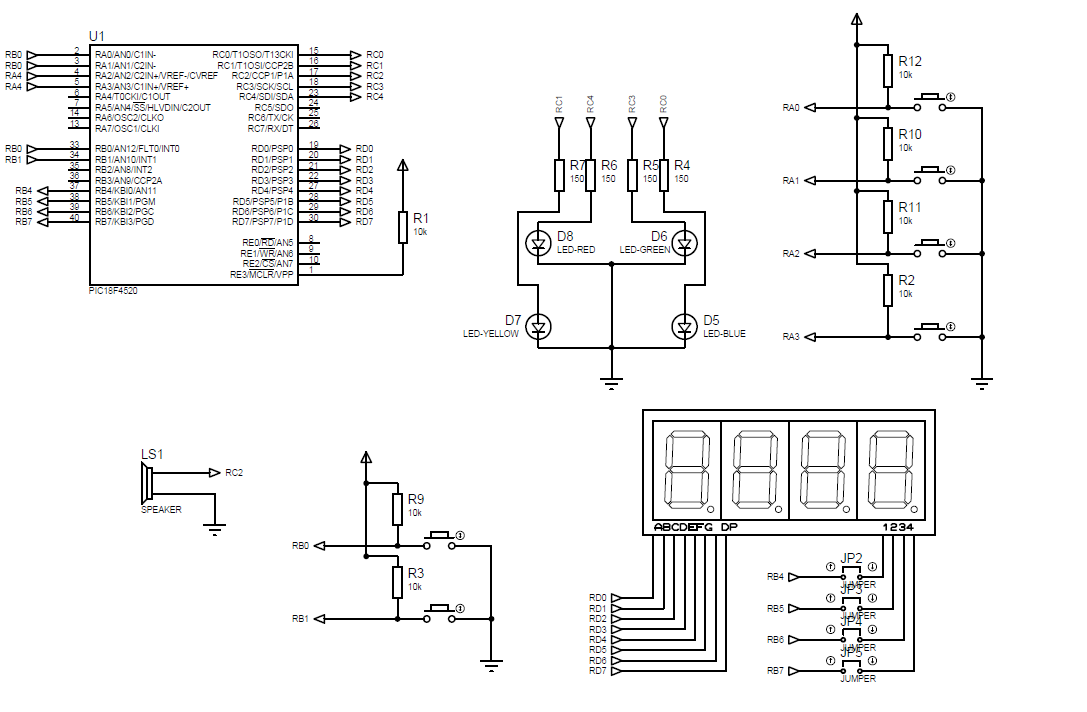 U1
RB0 2 RA0/AN0/C1IN- RC0/T1OSO/T13CKI 15 RC0
RB0 3 RA1/AN1/C2IN- RC1/T1OSI/CCP2B 16 RC1
RA4 4 RA2/AN2/C2IN+/VREF-/CVREF RC2/CCP1/P1A 17 RC2
RA4 5 RA3/AN3/C1IN+/VREF+ RC3/SCK/SCL 18 RC3
6 RA4/T0CKI/C1OUT RC4/SDI/SDA 23 RC4
7 RA5/AN4/SS/HLVDIN/C2OUT RC5/SDO 24
14 RA6/OSC2/CLKO RC6/TX/CK 25
13 RA7/OSC1/CLKI RC7/RX/DT 26
RB0 33 RB0/AN12/FLT0/INT0 RD0/PSP0 19 RD0
RB1 34 RB1/AN10/INT1 RD1/PSP1 20 RD1
35 RB2/AN8/INT2 RD2/PSP2 21 RD2
36 RB3/AN9/CCP2A RD3/PSP3 22 RD3
RB4 37 RB4/KBI0/AN11 RD4/PSP4 27 RD4
RB5 38 RB5/KBI1/PGM RD5/PSP5/P1B 28 RD5
RB6 39 RB6/KBI2/PGC RD6/PSP6/P1C 29 RD6
RB7 40 RB7/KBI3/PGD RD7/PSP7/P1D 30 RD7
RE0/RD/AN5 8
RE1/WR/AN6 9
RE2/CS/AN7 10
RE3/MCLR/VPP 1
PIC18F4520
R1
10k
RC1 RC4 RC3 RC0
R7 R6 R5 R4
150 150 150 150
D8 D6
LED-RED LED-GREEN
D7 D5
LED-YELLOW LED-BLUE
R12
10k
RA0
R10
10k
RA1
R11
10k
RA2
R2
10k
RA3
LS1
RC2
SPEAKER
R9
10k
RB0
R3
10k
RB1
ABCDEFG DP 1234
RD0
RD1
RD2
RD3
RD4
RD5
RD6
RD7
JP2
RB4
JUMPER
JP3
RB5
JUMPER
JP4
RB6
JUMPER
JP5
RB7
JUMPER